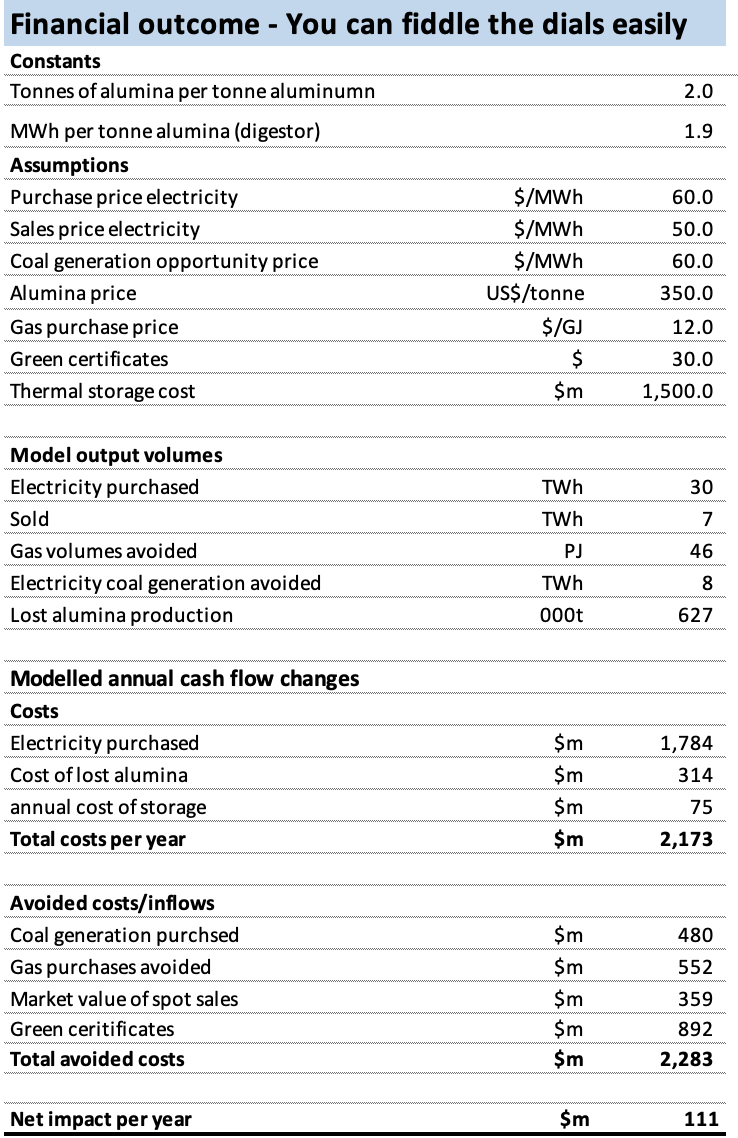 Financial outcome - You can fiddle the dials easily
Constants
Tonnes of alumina per tonne aluminumn 2.0
MWh per tonne alumina (digestor) 1.9
Assumptions
Purchase price electricity $/MWh 60.0
Sales price electricity $/MWh 50.0
Coal generation opportunity price $/MWh 60.0
Alumina price US$/tonne 350.0
Gas purchase price $/GJ 12.0
Green certificates $ 30.0
Thermal storage cost $m 1,500.0
Model output volumes
Electricity purchased TWh 30
Sold TWh 7
Gas volumes avoided PJ 46
Electricity coal generation avoided TWh 8
Lost alumina production 000t 627
Modelled annual cash flow changes
Costs
Electricity purchased $m 1,784
Cost of lost alumina $m 314
annual cost of storage $m 75
Total costs per year $m 2,173
Avoided costs/inflows
Coal generation purchsed $m 480
Gas purchases avoided $m 552
Market value of spot sales $m 359
Green ceritificates $m 892
Total avoided costs $m 2,283
Net impact per year $m 111